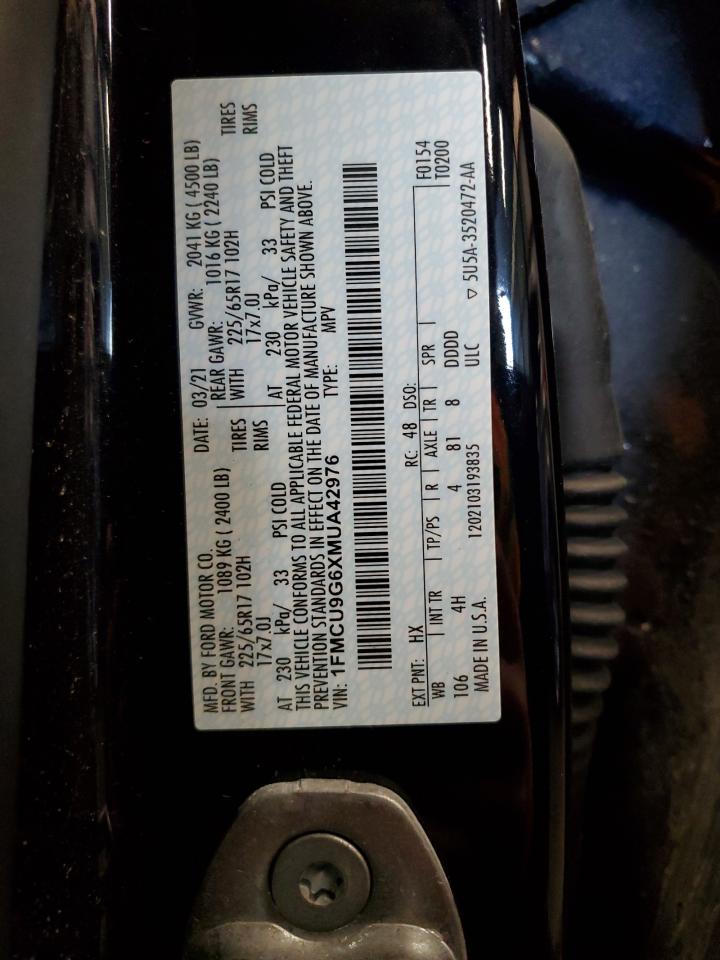 MFD. BY FORD MOTOR CO.
DATE: 03/21 GVWR: 2041 KG ( 4500 LB)
FRONT GAWR: 1089 KG ( 2400 LB) REAR GAWR: 1016 KG ( 2240 LB)
WITH 225/65R17 102H TIRES WITH 225/65R17 102H TIRES
17x7.0J RIMS 17x7.0J RIMS
AT 230 kPa/ 33 PSI COLD AT 230 kPa/ 33 PSI COLD
THIS VEHICLE CONFORMS TO ALL APPLICABLE FEDERAL MOTOR VEHICLE SAFETY AND THEFT
PREVENTION STANDARDS IN EFFECT ON THE DATE OF MANUFACTURE SHOWN ABOVE.
VIN: 1FMCU9G6XMUA42976 TYPE: MPV
EXT PNT: HX RC: 48 DSO: F0154
WB INT TR TP/PS R AXLE TR SPR T0200
106 4H 4 81 8 DDDD
MADE IN U.S.A. 1202103193835 ULC ▽ 5U5A-3520472-AA